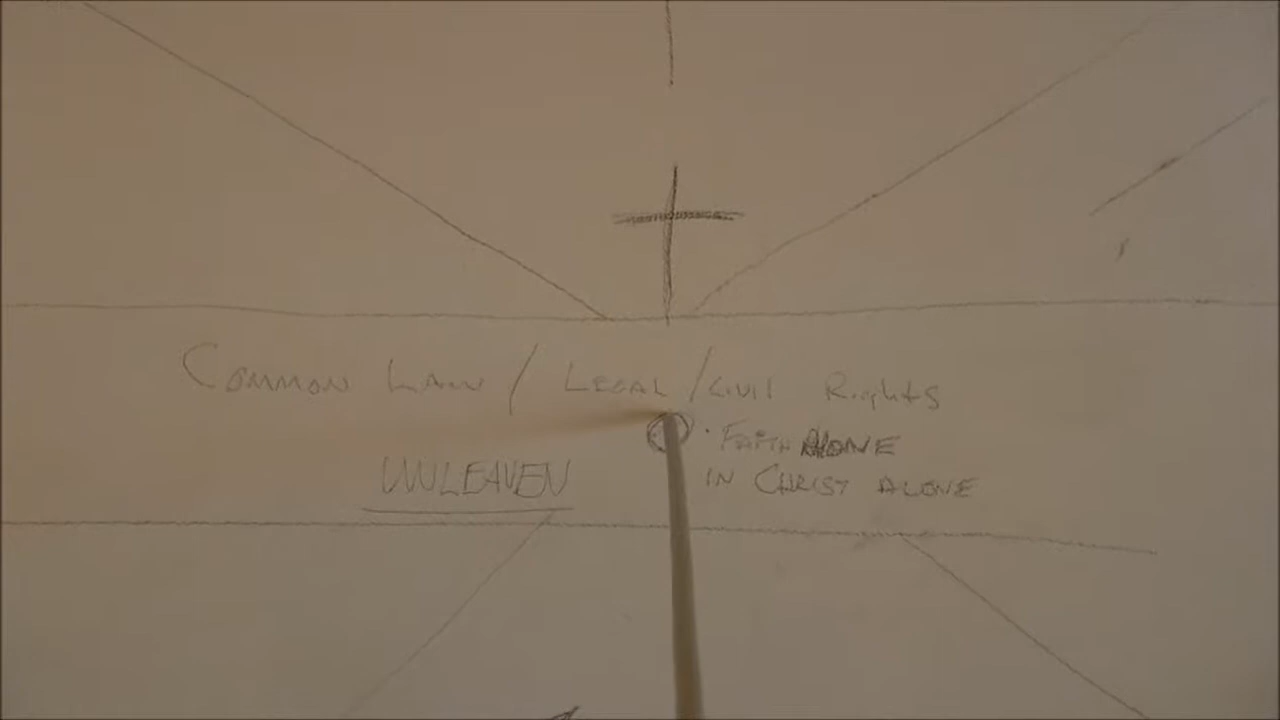 Common Law / Legal / Civil Rights
• FAITH ALONE
IN CHRIST ALONE
UNLEAVEN